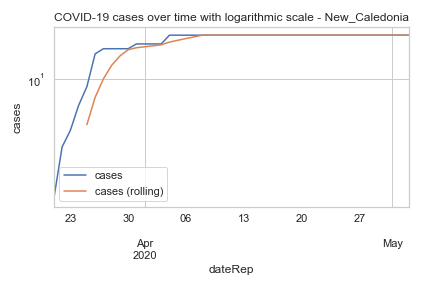 COVID-19 cases over time with logarithmic scale - New_Caledonia
cases
10¹
cases
cases (rolling)
23 30 06 13 20 27
Apr May
2020
dateRep